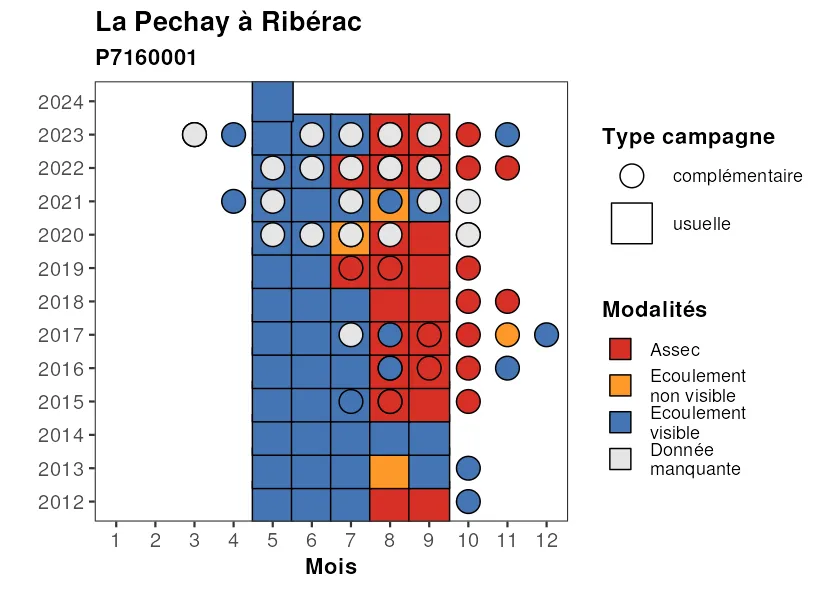 La Pechay à Ribérac
P7160001
2024
2023
2022
2021
2020
2019
2018
2017
2016
2015
2014
2013
2012
1 2 3 4 5 6 7 8 9 10 11 12
Mois
Type campagne
complémentaire
usuelle
Modalités
Assec
Ecoulement
non visible
Ecoulement
visible
Donnée
manquante